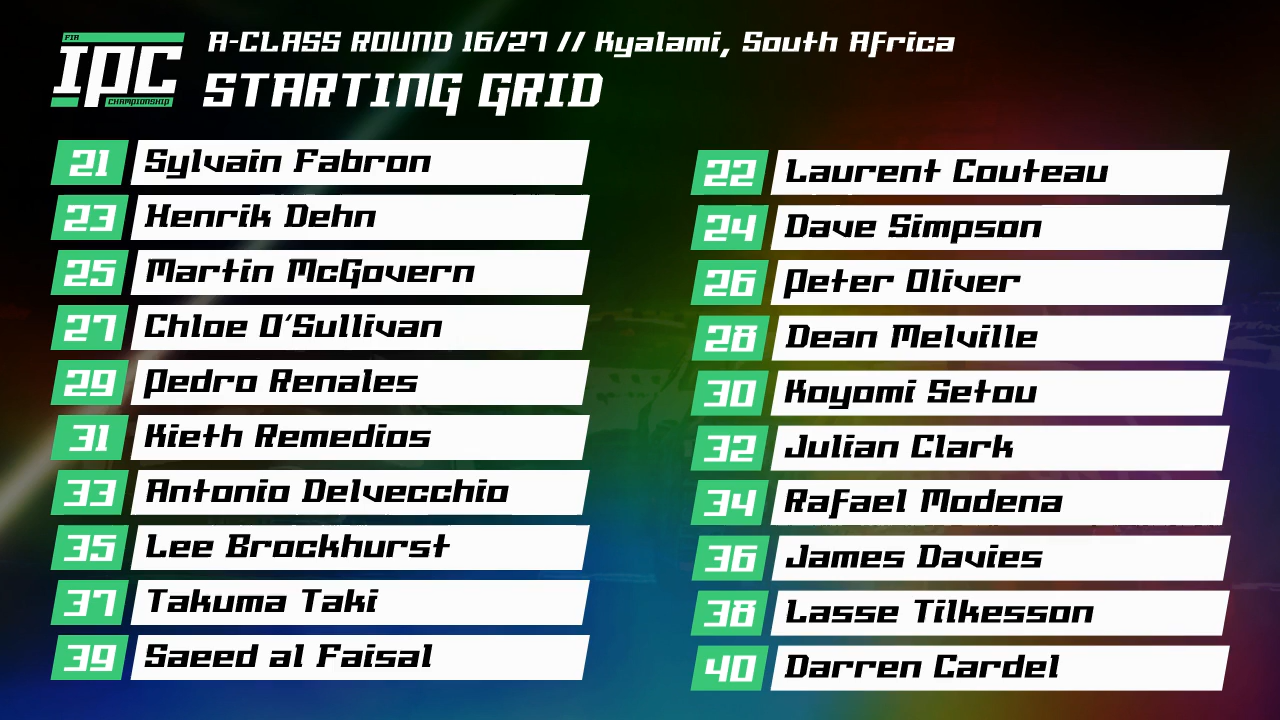 FIA
IPC
CHAMPIONSHIP
A-CLASS ROUND 16/27 // Kyalami, South Africa
STARTING GRID
21 Sylvain Fabron
22 Laurent Couteau
23 Henrik Dehn
24 Dave Simpson
25 Martin McGovern
26 Peter Oliver
27 Chloe O'Sullivan
28 Dean Melville
29 Pedro Renales
30 Koyomi Setou
31 Kieth Remedios
32 Julian Clark
33 Antonio Delvecchio
34 Rafael Modena
35 Lee Brockhurst
36 James Davies
37 Takuma Taki
38 Lasse Tilkesson
39 Saeed al Faisal
40 Darren Cardel